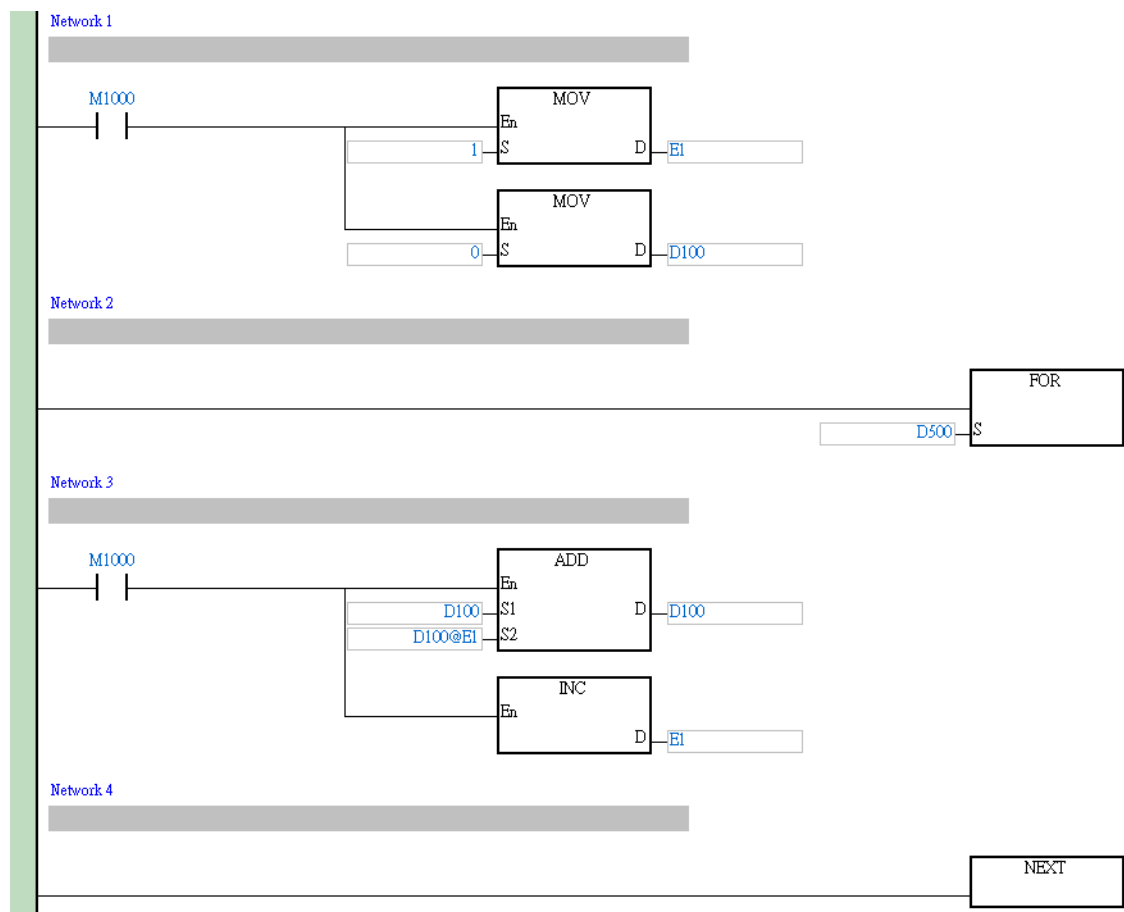 Network 1
M1000
MOV
En
1 S D E1
MOV
En
0 S D D100
Network 2
FOR
D500 S
Network 3
M1000
ADD
En
D100 S1 D D100
D100@E1 S2
INC
En
D E1
Network 4
NEXT